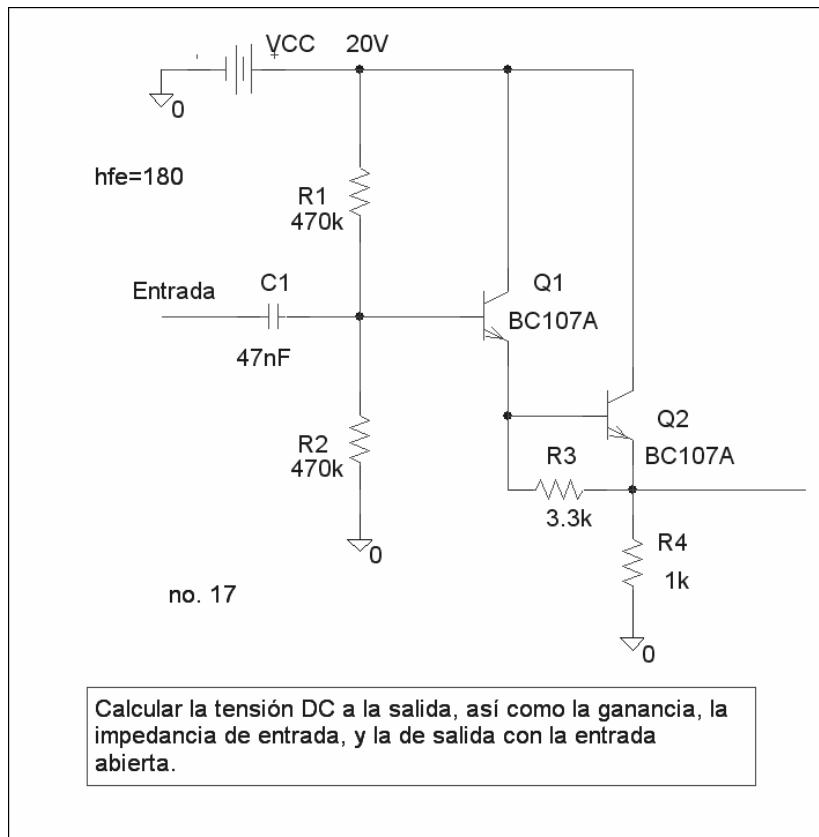 VCC 20V
0
hfe=180
R1
470k
Entrada
C1
47nF
Q1
BC107A
R2
470k
Q2
BC107A
R3
3.3k
0
R4
1k
no. 17
0
Calcular la tensión DC a la salida, así como la ganancia, la
impedancia de entrada, y la de salida con la entrada
abierta.